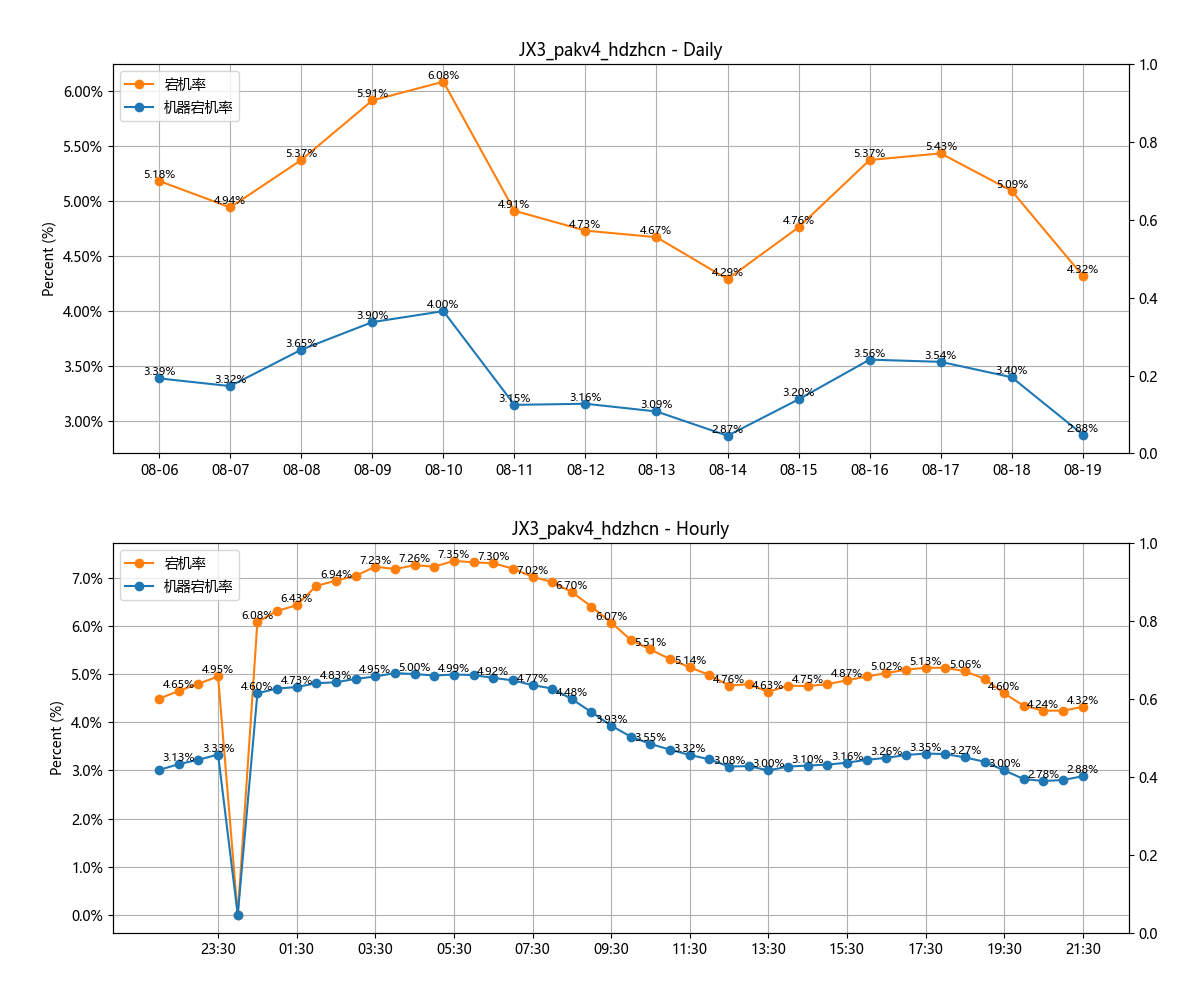 JX3_pakv4_hdzhcn - Daily
宕机率
机器宕机率
Percent (%)
6.00%
5.50%
5.00%
4.50%
4.00%
3.50%
3.00%
1.0
0.8
0.6
0.4
0.2
0.0
5.18% 4.94% 5.37% 5.91% 6.08% 4.91% 4.73% 4.67% 4.29% 4.76% 5.37% 5.43% 5.09% 4.32%
3.39% 3.32% 3.65% 3.90% 4.00% 3.15% 3.16% 3.09% 2.87% 3.20% 3.56% 3.54% 3.40% 2.88%
08-06 08-07 08-08 08-09 08-10 08-11 08-12 08-13 08-14 08-15 08-16 08-17 08-18 08-19
JX3_pakv4_hdzhcn - Hourly
宕机率
机器宕机率
Percent (%)
7.0%
6.0%
5.0%
4.0%
3.0%
2.0%
1.0%
0.0%
1.0
0.8
0.6
0.4
0.2
0.0
4.65% 4.95% 6.08% 6.43% 6.94% 7.23% 7.26% 7.35% 7.30% 7.02% 6.70% 6.07% 5.51% 5.14% 4.76% 4.63% 4.75% 4.87% 5.02% 5.13% 5.06% 4.60% 4.24% 4.32%
3.13% 3.33% 4.60% 4.73% 4.83% 4.95% 5.00% 4.99% 4.92% 4.77% 4.48% 3.93% 3.55% 3.32% 3.08% 3.00% 3.10% 3.16% 3.26% 3.35% 3.27% 3.00% 2.78% 2.88%
23:30 01:30 03:30 05:30 07:30 09:30 11:30 13:30 15:30 17:30 19:30 21:30